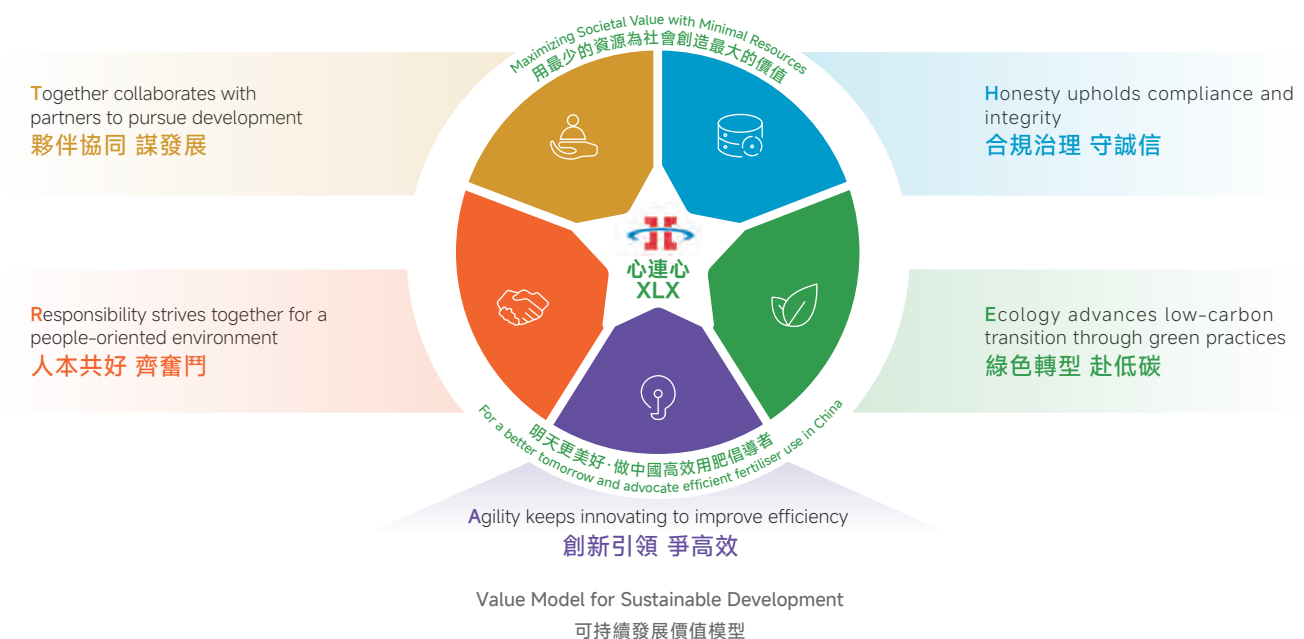 Maximizing Societal Value with Minimal Resources
用最少的資源為社會創造最大的價值
Together collaborates with
partners to pursue development
夥伴協同 謀發展
Honesty upholds compliance and
integrity
合規治理 守誠信
心連心
XLX
Responsibility strives together for a
people-oriented environment
人本共好 齊奮鬥
Ecology advances low-carbon
transition through green practices
綠色轉型 赴低碳
明天更美好·做中國高效用肥倡導者
For a better tomorrow and advocate efficient fertiliser use in China
Agility keeps innovating to improve efficiency
創新引領 爭高效
Value Model for Sustainable Development
可持續發展價值模型